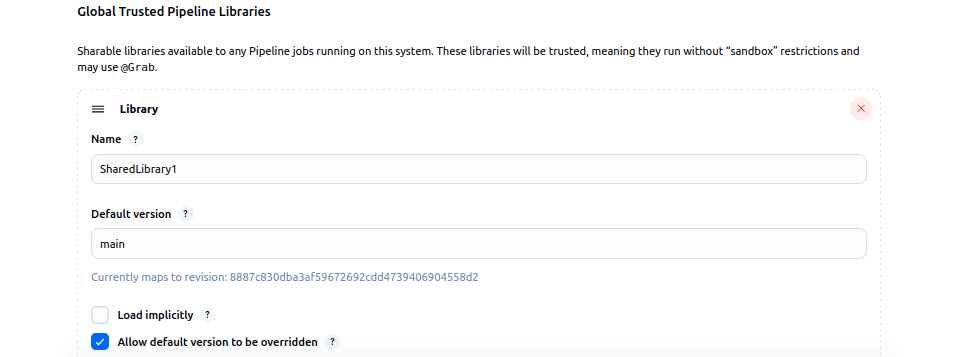 Global Trusted Pipeline Libraries
Sharable libraries available to any Pipeline jobs running on this system. These libraries will be trusted, meaning they run without “sandbox” restrictions and
may use @Grab.
Library
Name ?
SharedLibrary1
Default version ?
main
Currently maps to revision: 8887c830dba3af59672692cdd4739406904558d2
Load implicitly ?
Allow default version to be overridden ?